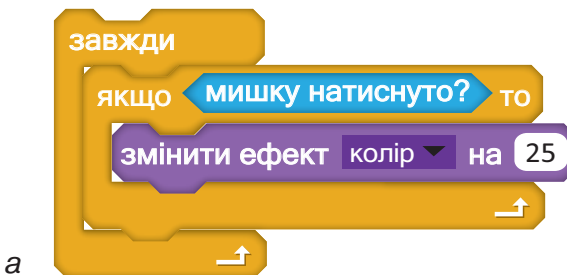 завжди
якщо мишку натиснуто? то
змінити ефект колір на 25
а